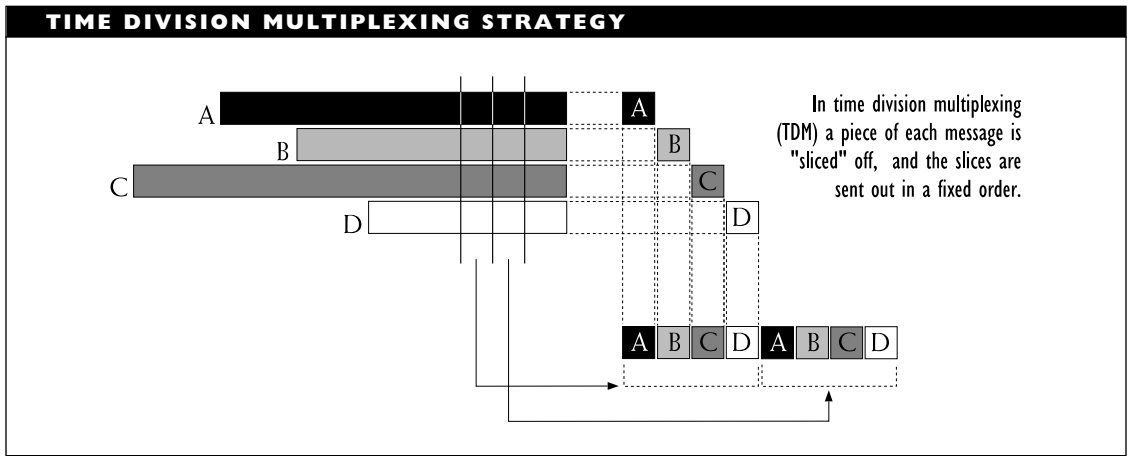 TIME DIVISION MULTIPLEXING STRATEGY
A
A
In time division multiplexing
B
B
(TDM) a piece of each message is
"sliced" off, and the slices are
C
C
sent out in a fixed order.
D
D
A B C D A B C D